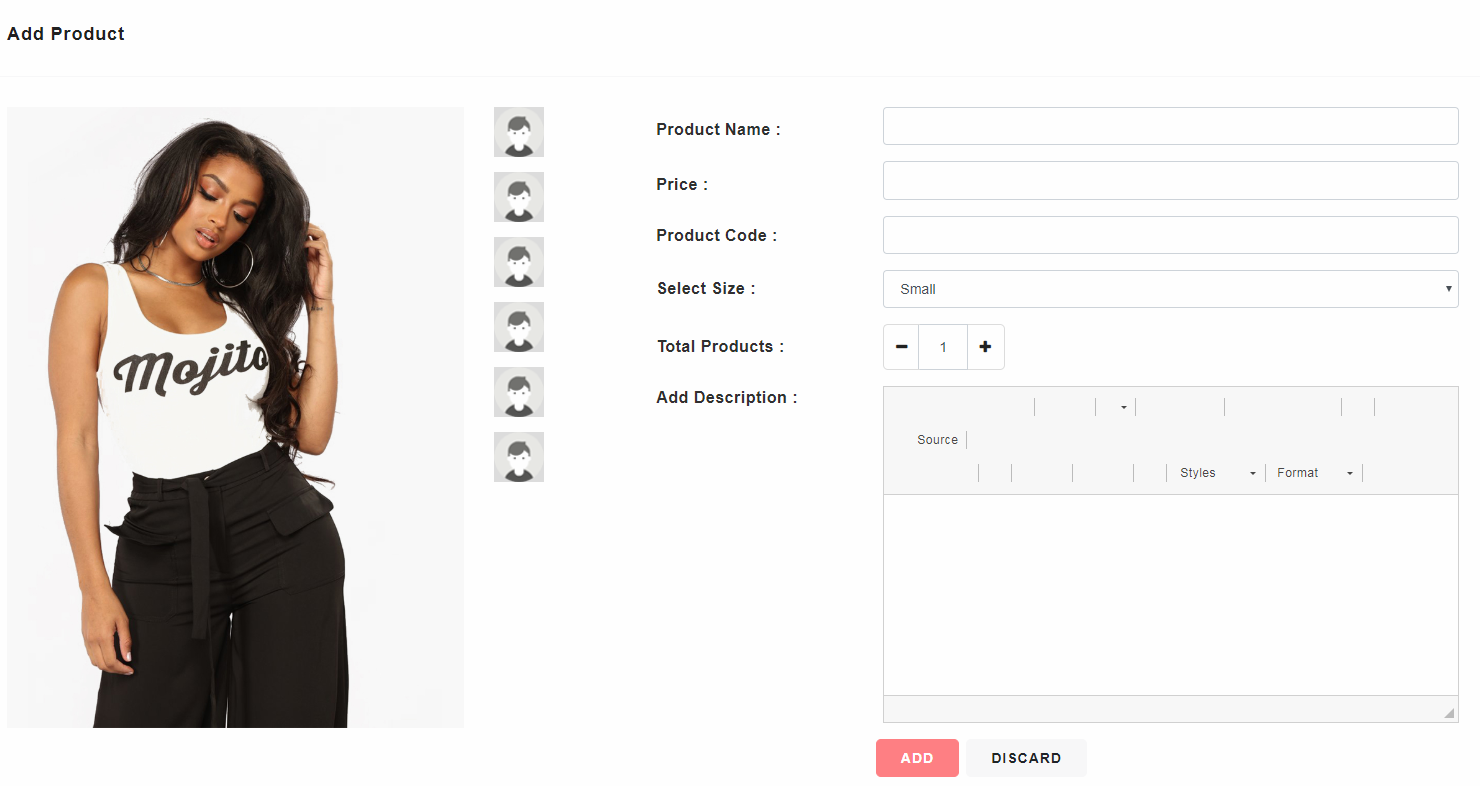 Add Product
Mojito
Product Name :
Price :
Product Code :
Select Size :
Small
Total Products :
1
Add Description :
Source
Styles
Format
ADD
DISCARD